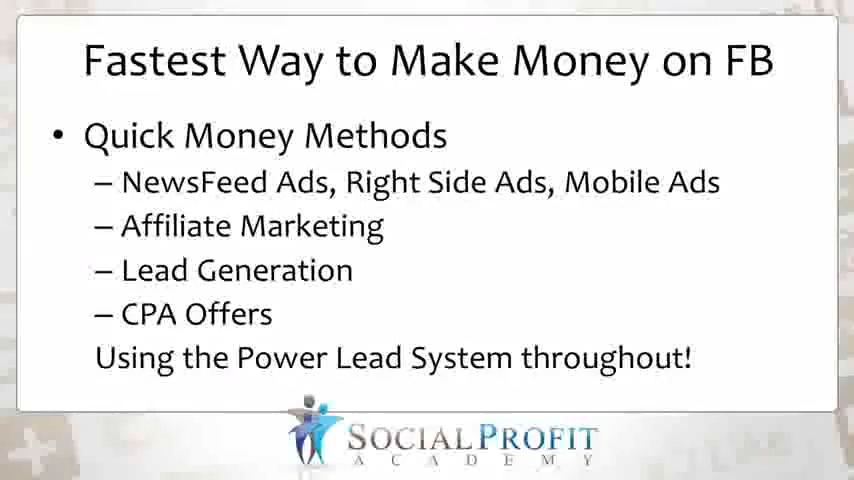 Fastest Way to Make Money on FB
• Quick Money Methods
– NewsFeed Ads, Right Side Ads, Mobile Ads
– Affiliate Marketing
– Lead Generation
– CPA Offers
Using the Power Lead System throughout!
SOCIAL PROFIT
ACADEMY